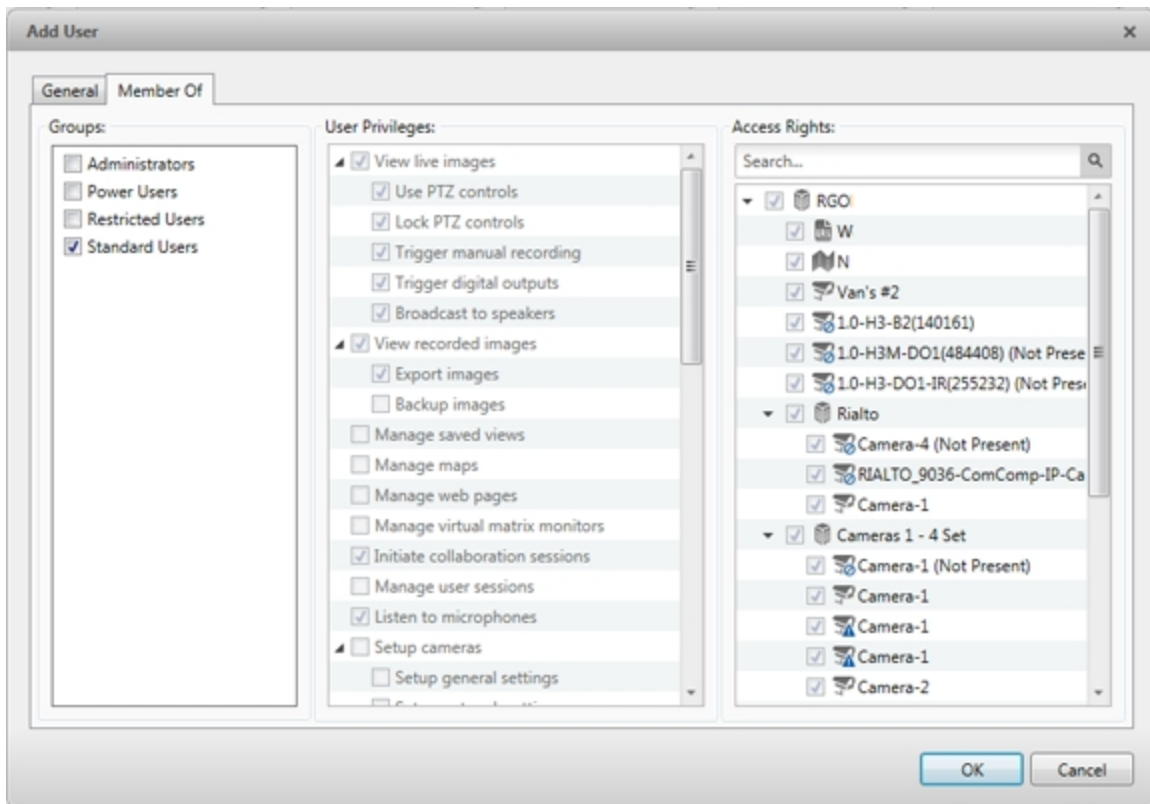 Add User
General
Member Of
Groups:
Administrators
Power Users
Restricted Users
Standard Users
User Privileges:
View live images
Use PTZ controls
Lock PTZ controls
Trigger manual recording
Trigger digital outputs
Broadcast to speakers
View recorded images
Export images
Backup images
Manage saved views
Manage maps
Manage web pages
Manage virtual matrix monitors
Initiate collaboration sessions
Manage user sessions
Listen to microphones
Setup cameras
Setup general settings
Access Rights:
Search...
RGO
W
N
Van's #2
1.0-H3-B2(140161)
1.0-H3M-DO1(484408) (Not Prese
1.0-H3-DO1-IR(255232) (Not Prese
Rialto
Camera-4 (Not Present)
RIALTO_9036-ComComp-IP-Ca
Camera-1
Cameras 1 - 4 Set
Camera-1 (Not Present)
Camera-1
Camera-1
Camera-1
Camera-2
OK
Cancel